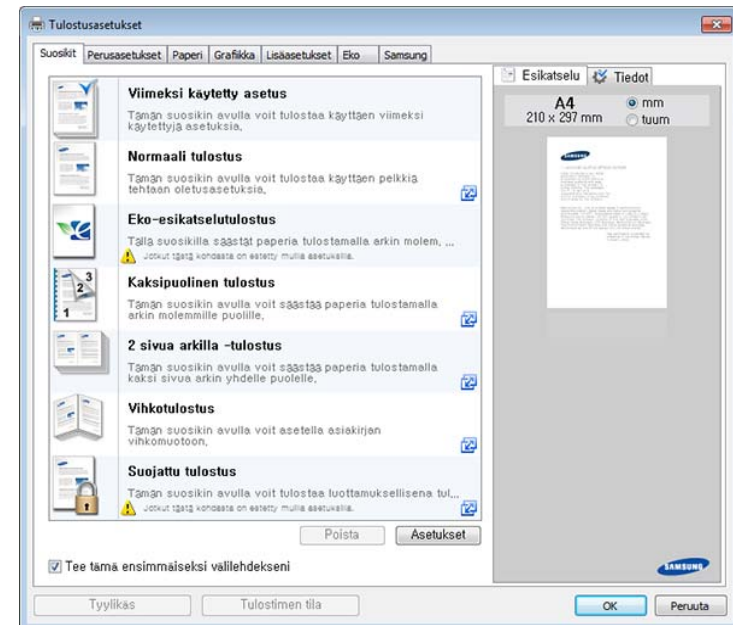 Tulostusasetukset
Suosikit Perusasetukset Paperi Grafiikka Lisäasetukset Eko Samsung
Viimeksi käytetty asetus
Tämän suosikin avulla voit tulostaa käyttäen viimeksi
käytettyjä asetuksia.
Normaali tulostus
Tämän suosikin avulla voit tulostaa käyttäen pelkkiä
tehtaan oletusasetuksia.
Eko-esikatselutulostus
Tällä suosikilla säästät paperia tulostamalla arkin molem, ...
Jotkut tästä kohdasta on estetty muilla asetuksilla.
Kaksipuolinen tulostus
Tämän suosikin avulla voit säästää paperia tulostamalla
arkin molemmille puolille.
2 sivua arkilla -tulostus
Tämän suosikin avulla voit säästää paperia tulostamalla
kaksi sivua arkin yhdelle puolelle.
Vihkotulostus
Tämän suosikin avulla voit asetella asiakirjan
vihkomuotoon.
Suojattu tulostus
Tämän suosikin avulla voit tulostaa luottamuksellisena tul...
Jotkut tästä kohdasta on estetty muilla asetuksilla.
Poista Asetukset
Tee tämä ensimmäiseksi välilehdekseni
Tyylikäs Tulostimen tila
Esikatselu Tiedot
A4 mm
210 x 297 mm tuum
SAMSUNG
SAMSUNG
OK Peruuta